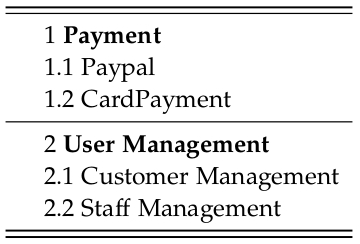 1 Payment
1.1 Paypal
1.2 CardPayment
2 User Management
2.1 Customer Management
2.2 Staff Management